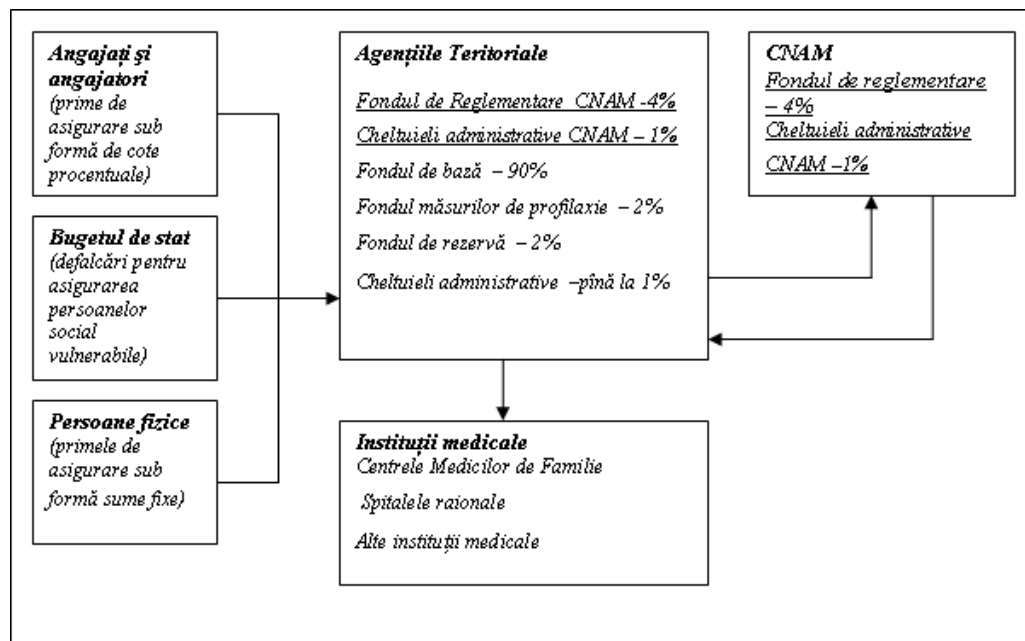 Angajați și
angajatori
(prime de
asigurare sub
formă de cote
procentuale)
Bugetul de stat
(defalcări pentru
asigurarea
persoanelor
social
vulnerabile)
Persoane fizice
(primele de
asigurare sub
formă sume fixe)
Agențiile Teritoriale
Fondul de Reglementare CNAM -4%
Cheltuieli administrative CNAM – 1%
Fondul de bază – 90%
Fondul măsurilor de profilaxie – 2%
Fondul de rezervă – 2%
Cheltuieli administrative –pînă la 1%
Instituții medicale
Centrele Medicilor de Familie
Spitalele raionale
Alte instituții medicale
CNAM
Fondul de reglementare
– 4%
Cheltuieli administrative
CNAM –1%